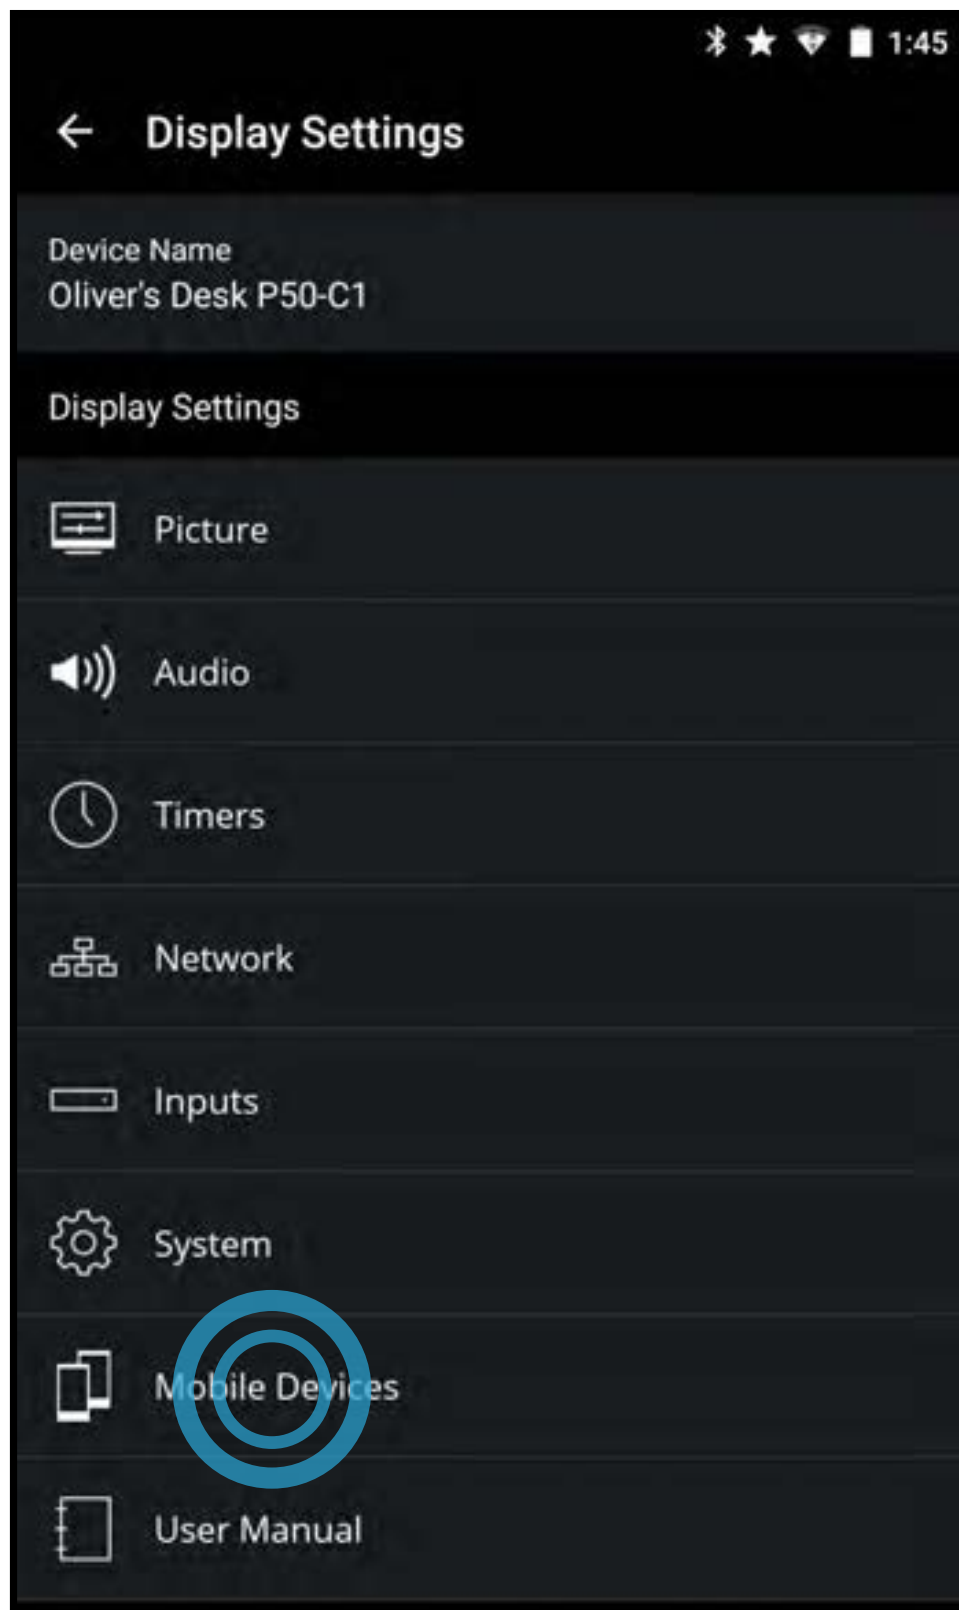 1:45
Display Settings
Device Name
Oliver's Desk P50-C1
Display Settings
Picture
Audio
Timers
Network
Inputs
System
Mobile Devices
User Manual